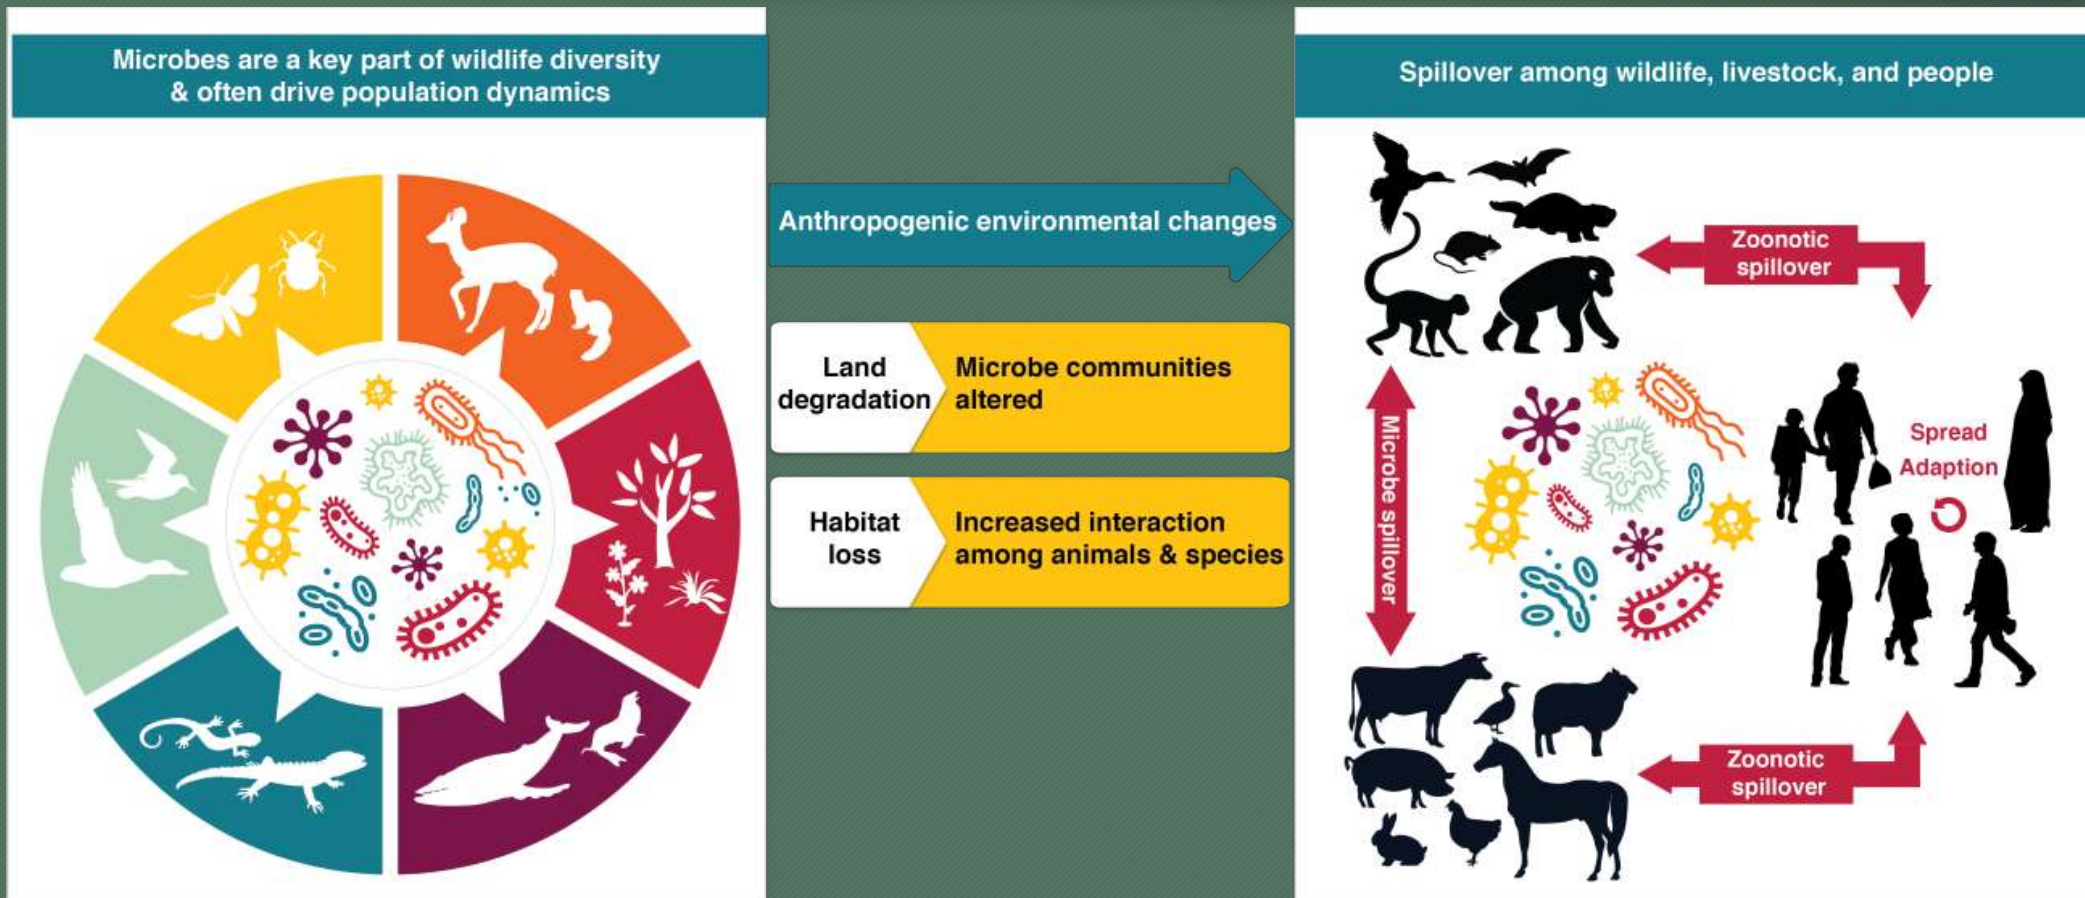 Microbes are a key part of wildlife diversity
& often drive population dynamics
Anthropogenic environmental changes
Land
degradation
Microbe communities
altered
Habitat
loss
Increased interaction
among animals & species
Spillover among wildlife, livestock, and people
Zoonotic
spillover
Microbe spillover
Spread
Adaption
Zoonotic
spillover